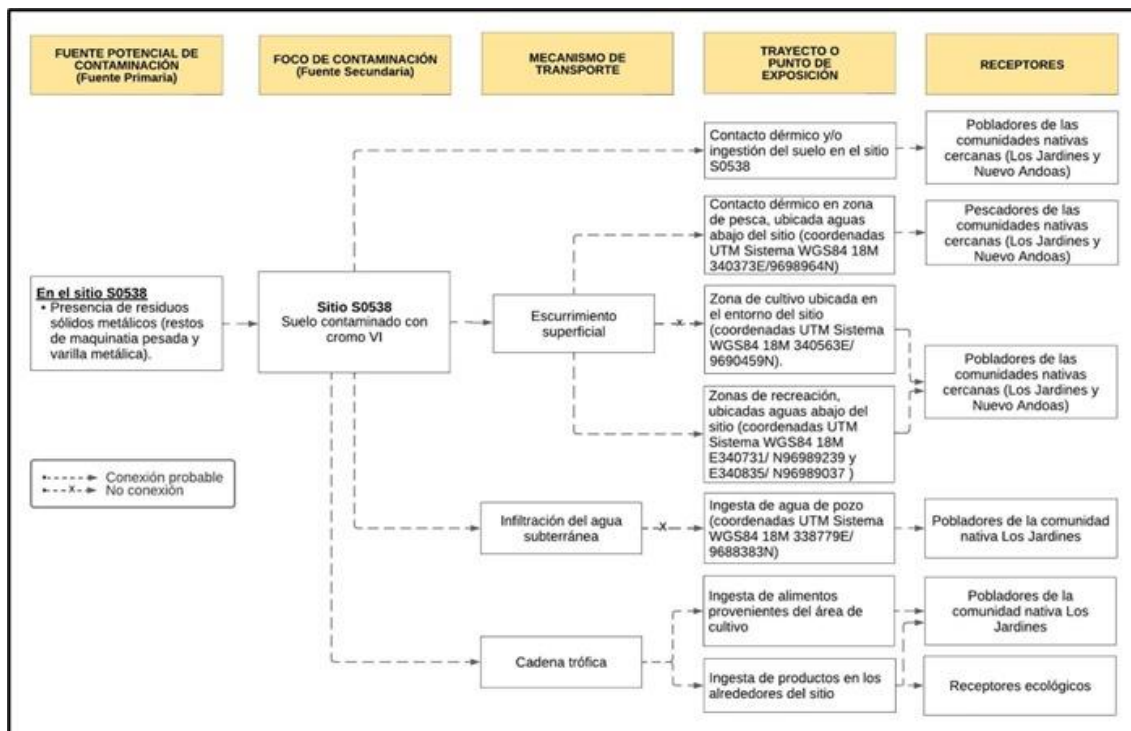 FUENTE POTENCIAL DE
CONTAMINACIÓN
(Fuente Primaria)
FOCO DE CONTAMINACIÓN
(Fuente Secundaria)
MECANISMO DE
TRANSPORTE
TRAYECTO O
PUNTO DE
EXPOSICIÓN
RECEPTORES
Contacto dérmico y/o
ingestión del suelo en el sitio
S0538
Pobladores de las
comunidades nativas
cercanas (Los Jardines y
Nuevo Andoas)
Contacto dérmico en zona
de pesca, ubicada aguas
abajo del sitio (coordenadas
UTM Sistema WGS84 18M
340373E/9698964N)
Pescadores de las
comunidades nativas
cercanas (Los Jardines y
Nuevo Andoas)
En el sitio S0538
• Presencia de residuos
sólidos metálicos (restos
de maquinatia pesada y
varilla metálica).
Sitio S0538
Suelo contaminado con
cromo VI
Escurrimiento
superficial
x
Zona de cultivo ubicada en
el entorno del sitio
(coordenadas UTM Sistema
WGS84 18M 340563E/
9690459N).
Pobladores de las
comunidades nativas
cercanas (Los Jardines y
Nuevo Andoas)
Zonas de recreación,
ubicadas aguas abajo del
sitio (coordenadas UTM
Sistema WGS84 18M
E340731/ N96989239 y
E340835/ N96989037 )
Conexión probable
x No conexión
Infiltración del agua
subterránea
x
Ingesta de agua de pozo
(coordenadas UTM Sistema
WGS84 18M 338779E/
9688383N)
Pobladores de la comunidad
nativa Los Jardines
Cadena trófica
Ingesta de alimentos
provenientes del área de
cultivo
Pobladores de la
comunidad nativa Los
Jardines
Ingesta de productos en los
alrededores del sitio
Receptores ecológicos